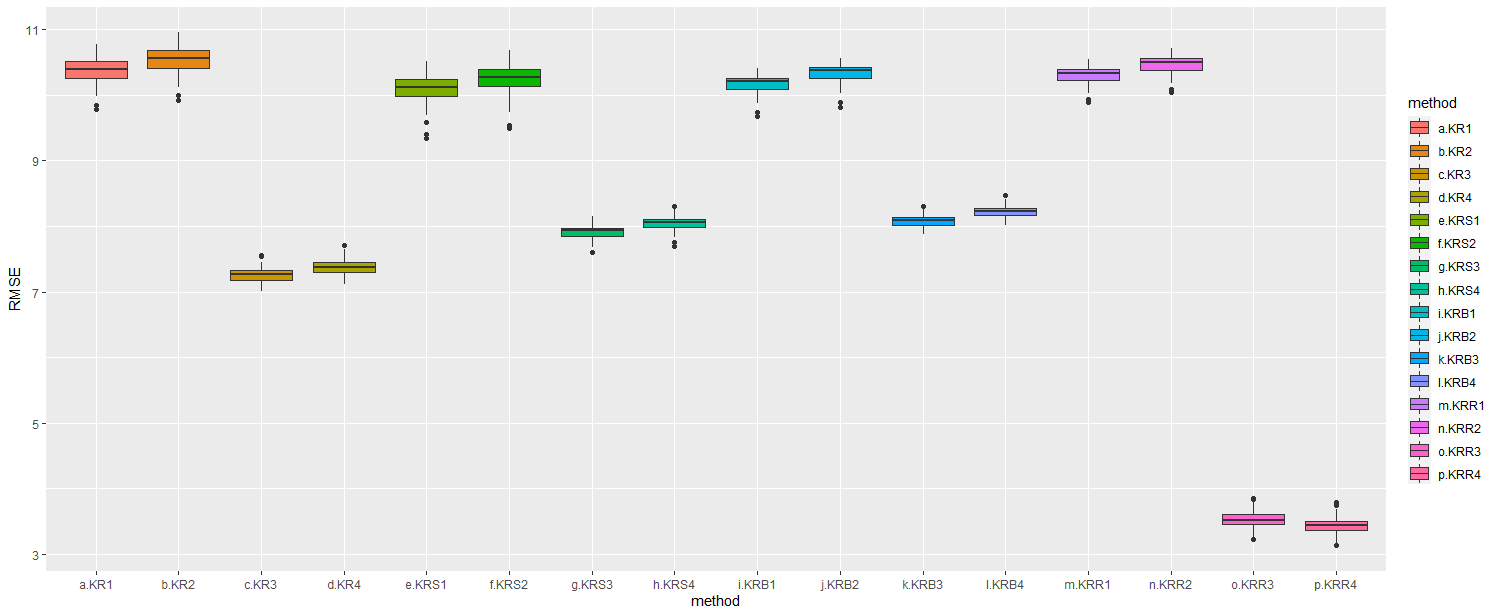 RMSE
11
9
7
5
3
a.KR1 b.KR2 c.KR3 d.KR4 e.KRS1 f.KRS2 g.KRS3 h.KRS4 i.KRB1 j.KRB2 k.KRB3 l.KRB4 m.KRR1 n.KRR2 o.KRR3 p.KRR4
method
method
a.KR1
b.KR2
c.KR3
d.KR4
e.KRS1
f.KRS2
g.KRS3
h.KRS4
i.KRB1
j.KRB2
k.KRB3
l.KRB4
m.KRR1
n.KRR2
o.KRR3
p.KRR4